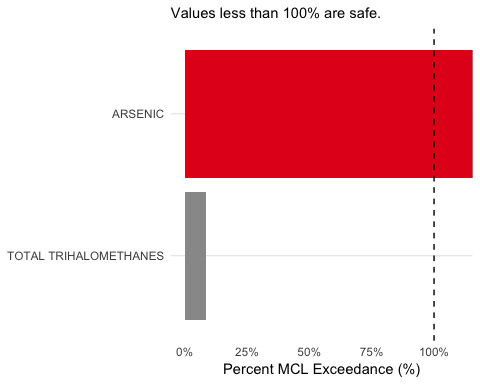 Values less than 100% are safe.
ARSENIC
TOTAL TRIHALOMETHANES
0% 25% 50% 75% 100%
Percent MCL Exceedance (%)